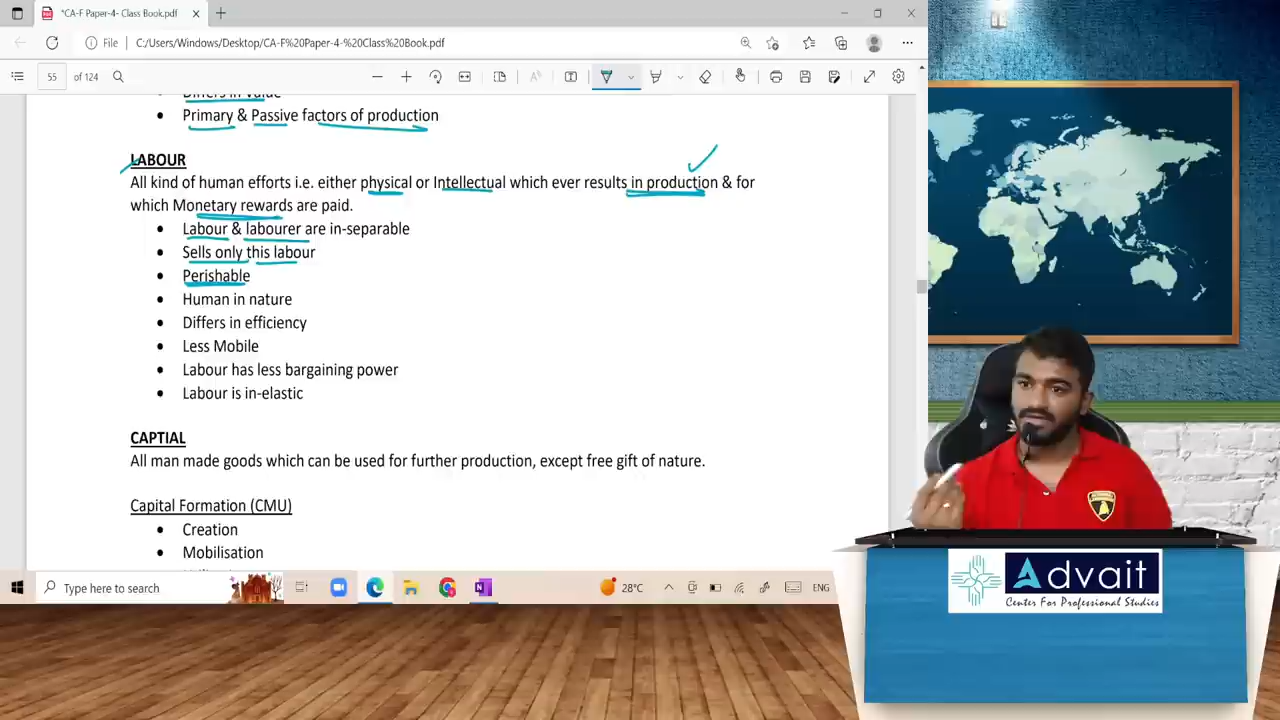 *CA-F Paper-4- Class Book.pdf
File
C:/Users/Windows/Desktop/CA-F%20Paper-4-%20Class%20Book.pdf
55 of 124
Differs in value
• Primary & Passive factors of production
LABOUR
All kind of human efforts i.e. either physical or Intellectual which ever results in production & for
which Monetary rewards are paid.
• Labour & labourer are in-separable
• Sells only this labour
• Perishable
• Human in nature
• Differs in efficiency
• Less Mobile
• Labour has less bargaining power
• Labour is in-elastic
CAPTIAL
All man made goods which can be used for further production, except free gift of nature.
Capital Formation (CMU)
• Creation
• Mobilisation
Type here to search
28°C
ENG
Advait
Center For Professional Studies